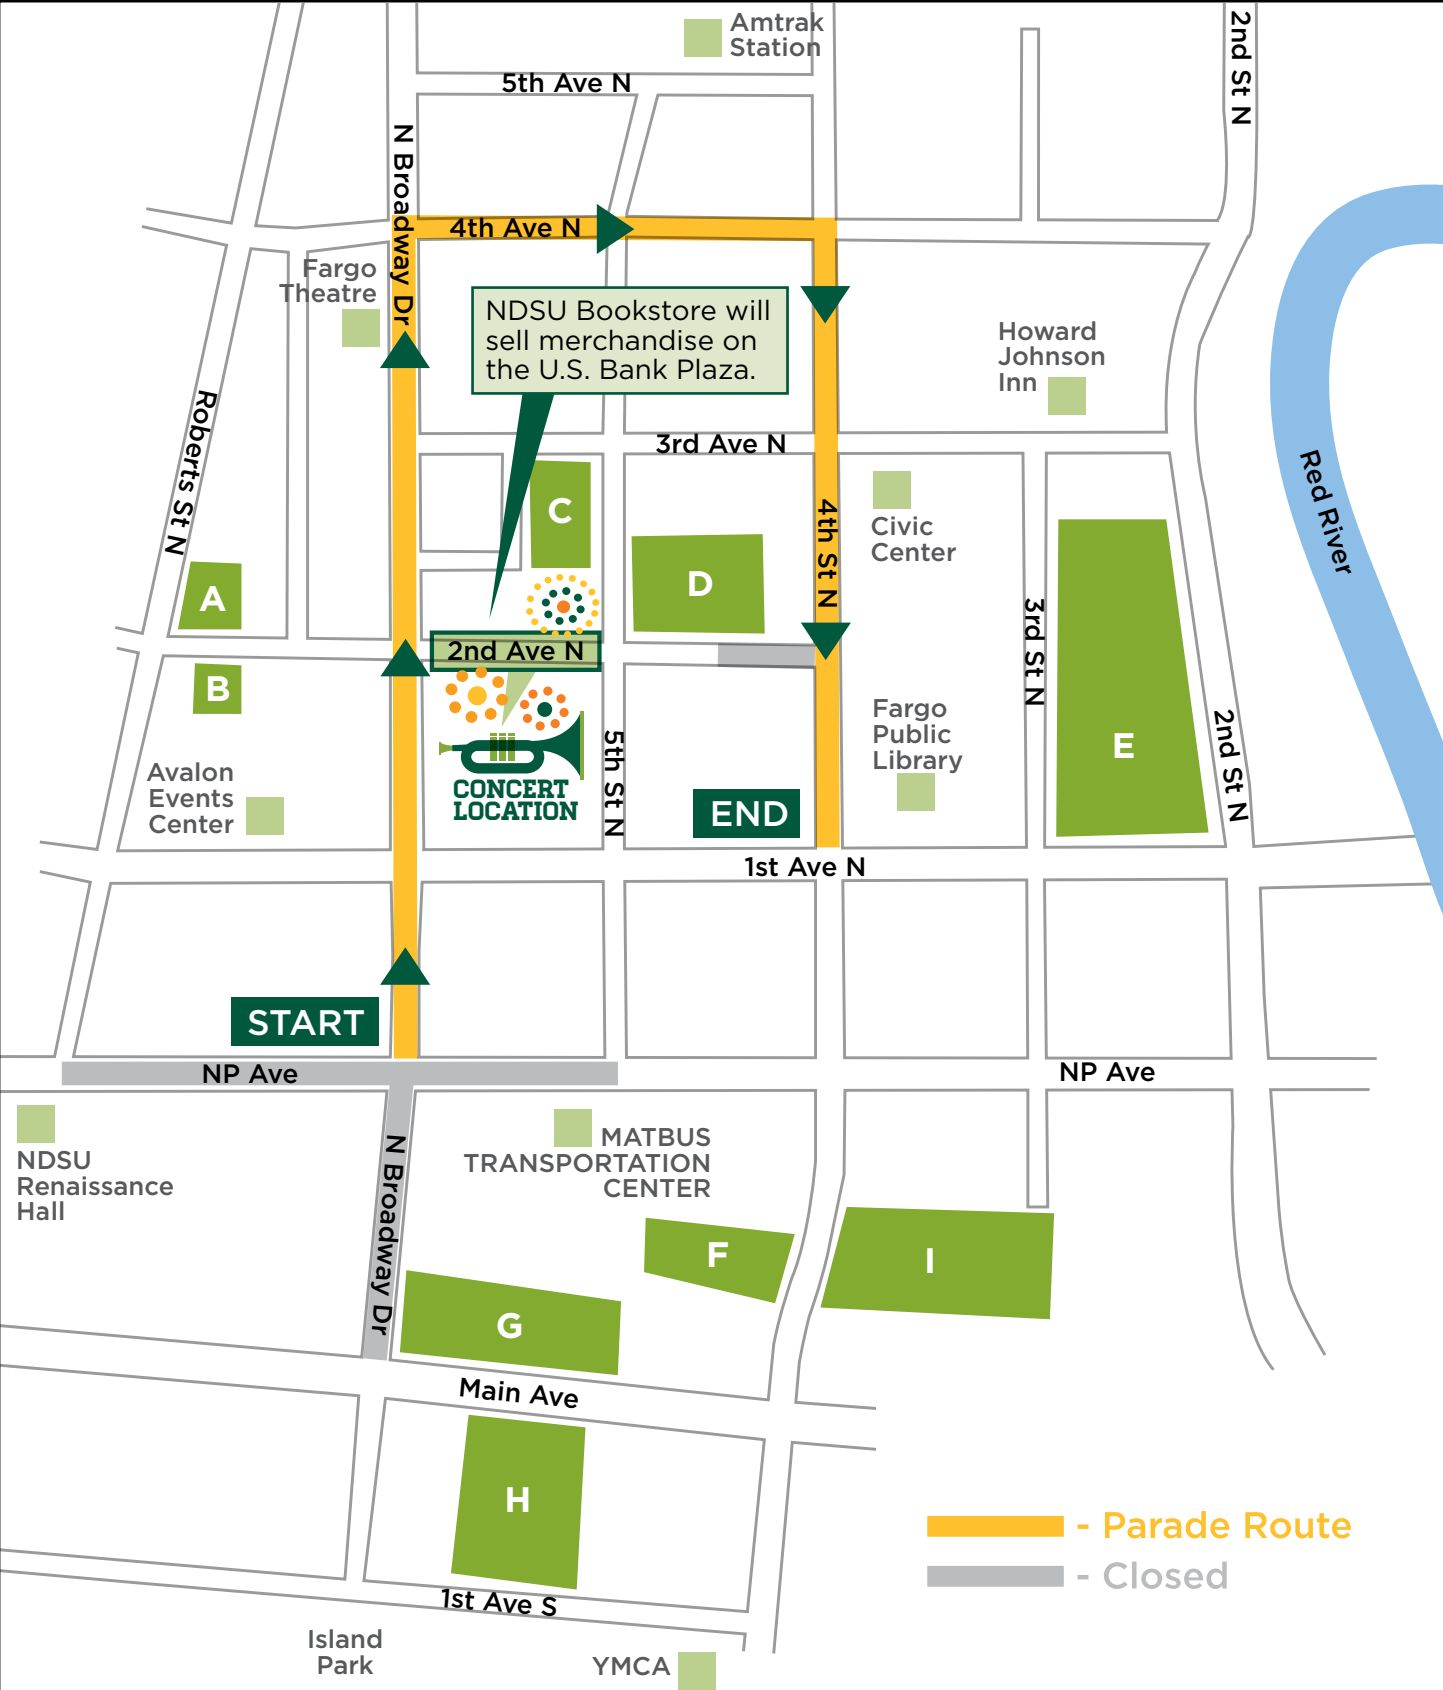 Amtrak
Station
2nd St N
5th Ave N
N Broadway Dr
4th Ave N
Fargo
Theatre
NDSU Bookstore will
sell merchandise on
the U.S. Bank Plaza.
Howard
Johnson
Inn
Roberts St N
3rd Ave N
Red River
C
4th St N
Civic
Center
D
A
3rd St N
2nd Ave N
B
Fargo
Public
Library
E
2nd St N
5th St N
Avalon
Events
Center
CONCERT
LOCATION
END
1st Ave N
START
NP Ave
NP Ave
NDSU
Renaissance
Hall
N Broadway Dr
MATBUS
TRANSPORTATION
CENTER
F
I
G
Main Ave
H
- Parade Route
- Closed
1st Ave S
Island
Park
YMCA